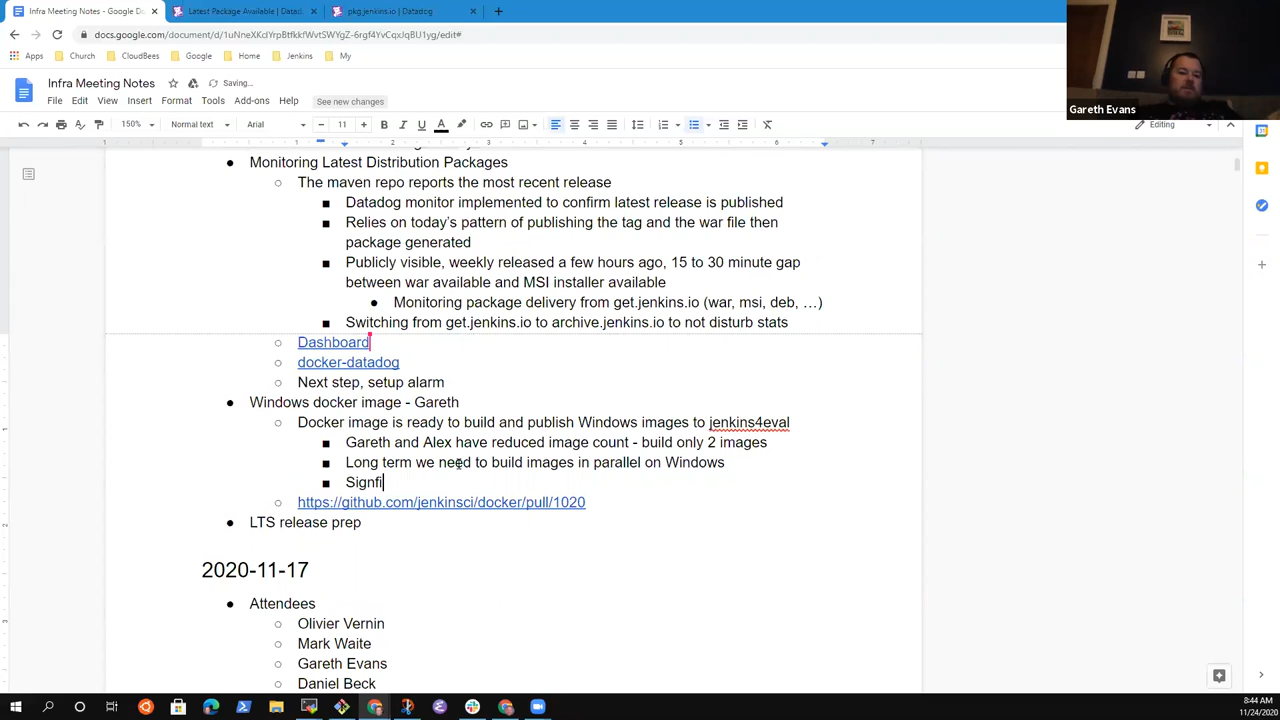 Infra Meeting Notes - Google D
Latest Package Available | Datad
pkg.jenkins.io | Datadog
Apps
Church
CloudBees
Google
Home
Jenkins
My
Infra Meeting Notes
Saving...
File Edit View Insert Format Tools Add-ons Help
See new changes
150%
Normal text
Arial
11
Editing
Gareth Evans
Monitoring Latest Distribution Packages
The maven repo reports the most recent release
Datadog monitor implemented to confirm latest release is published
Relies on today's pattern of publishing the tag and the war file then
package generated
Publicly visible, weekly released a few hours ago, 15 to 30 minute gap
between war available and MSI installer available
Monitoring package delivery from get.jenkins.io (war, msi, deb, …)
Switching from get.jenkins.io to archive.jenkins.io to not disturb stats
Dashboard
docker-datadog
Next step, setup alarm
Windows docker image - Gareth
Docker image is ready to build and publish Windows images to jenkins4eval
Gareth and Alex have reduced image count - build only 2 images
Long term we need to build images in parallel on Windows
Signfi
https://github.com/jenkinsci/docker/pull/1020
LTS release prep
2020-11-17
Attendees
Olivier Vernin
Mark Waite
Gareth Evans
Daniel Beck
8:44 AM
11/24/2020